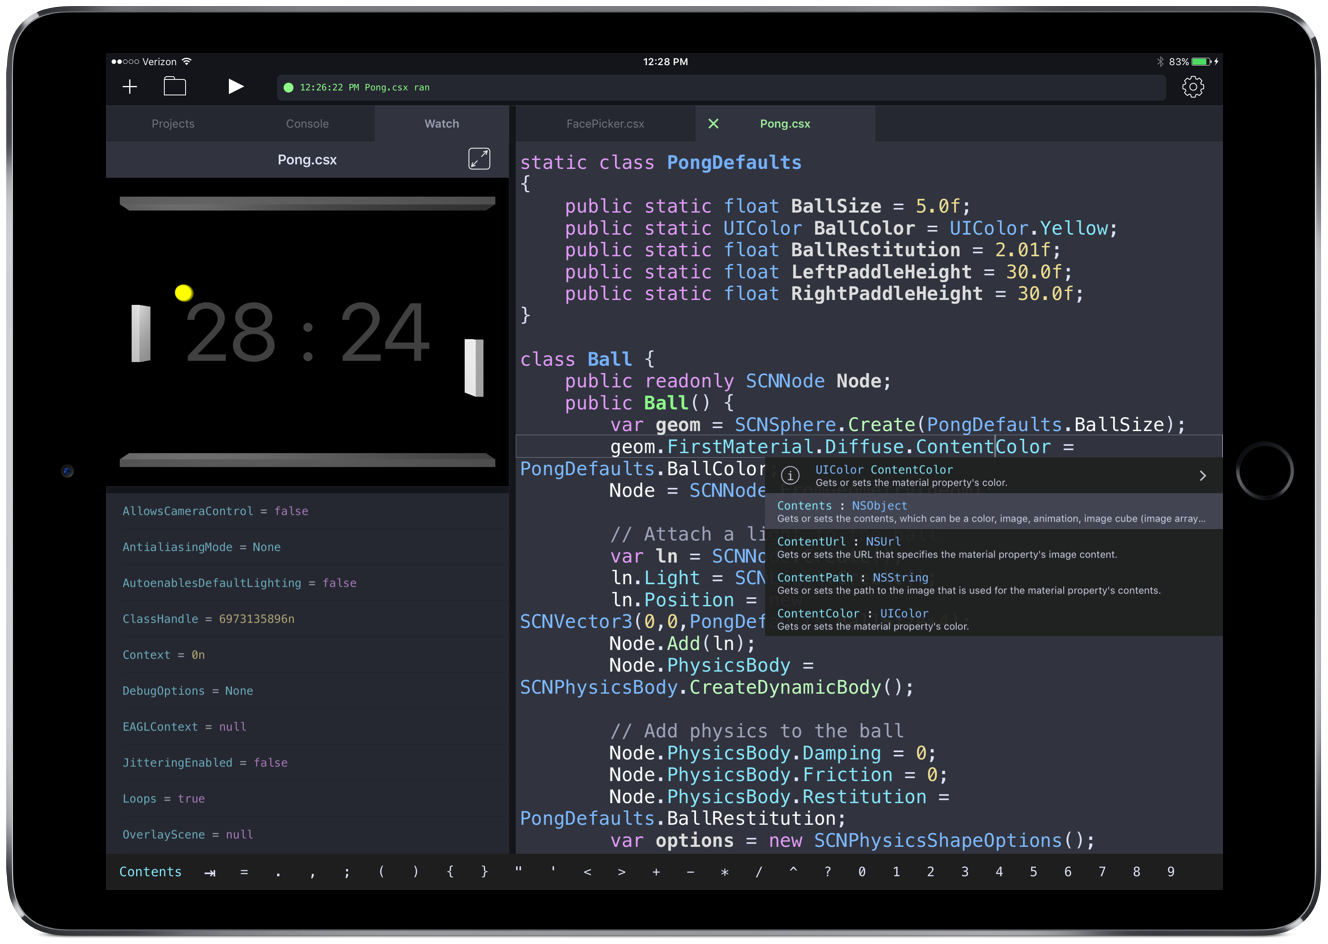 Verizon
12:28 PM
83%
12:26:22 PM Pong.csx ran
Projects
Console
Watch
FacePicker.csx
Pong.csx
Pong.csx
28 : 24
AllowsCameraControl = false
AntialiasingMode = None
AutoenablesDefaultLighting = false
ClassHandle = 6973135896n
Context = 0n
DebugOptions = None
EAGLContext = null
JitteringEnabled = false
Loops = true
OverlayScene = null
static class PongDefaults
{
public static float BallSize = 5.0f;
public static UIColor BallColor = UIColor.Yellow;
public static float BallRestitution = 2.01f;
public static float LeftPaddleHeight = 30.0f;
public static float RightPaddleHeight = 30.0f;
}
class Ball {
public readonly SCNNode Node;
public Ball() {
var geom = SCNSphere.Create(PongDefaults.BallSize);
geom.FirstMaterial.Diffuse.ContentColor =
PongDefaults.BallColor;
Node = SCNNode
// Attach a li
var ln = SCNNo
ln.Light = SCN
ln.Position =
SCNVector3(0,0,PongDef
Node.Add(ln);
Node.PhysicsBody =
SCNPhysicsBody.CreateDynamicBody();
// Add physics to the ball
Node.PhysicsBody.Damping = 0;
Node.PhysicsBody.Friction = 0;
Node.PhysicsBody.Restitution =
PongDefaults.BallRestitution;
var options = new SCNPhysicsShapeOptions();
UIColor ContentColor
Gets or sets the material property's color.
Contents : NSObject
Gets or sets the contents, which can be a color, image, animation, image cube (image array...
ContentUrl : NSUrl
Gets or sets the URL that specifies the material property's image content.
ContentPath : NSString
Gets or sets the path to the image that is used for the material property's contents.
ContentColor : UIColor
Gets or sets the material property's color.
Contents ⇥ = . , ; ( ) { } " ' < > + − * / ^ ? 0 1 2 3 4 5 6 7 8 9